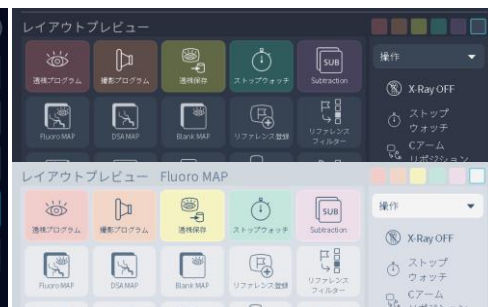 レイアウトプレビュー
透視プログラム
撮影プログラム
透視保存
ストップウォッチ
SUB
Subtraction
操作
X-Ray OFF
Fluoro MAP
DSA MAP
Blank MAP
リファレンス登録
リファレンス
フィルター
ストップ
ウォッチ
Cアーム
リポジション
レイアウトプレビュー Fluoro MAP
透視プログラム
撮影プログラム
透視保存
ストップウォッチ
SUB
Subtraction
操作
X-Ray OFF
Fluoro MAP
DSA MAP
Blank MAP
リファレンス登録
リファレンス
フィルター
ストップ
ウォッチ
Cアーム